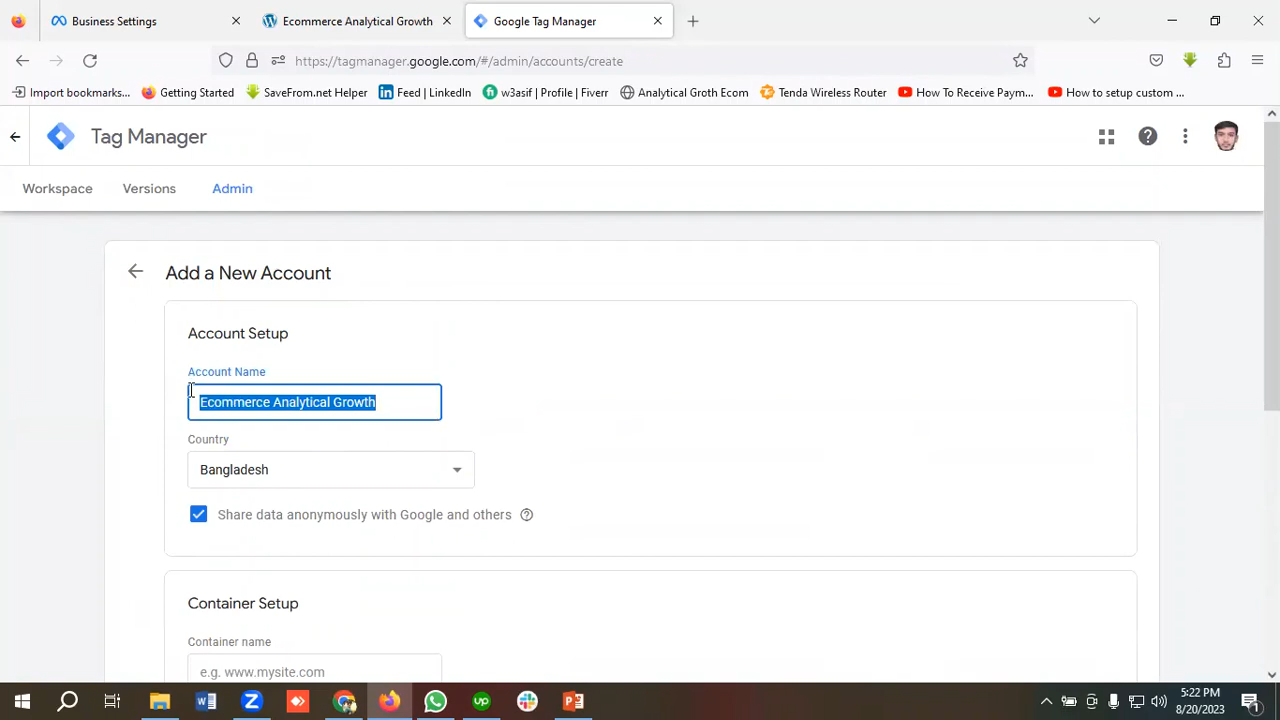 Business Settings
Ecommerce Analytical Growth
Google Tag Manager
https://tagmanager.google.com/#/admin/accounts/create
Import bookmarks...
Getting Started
SaveFrom.net Helper
Feed | LinkedIn
w3asif | Profile | Fiverr
Analytical Groth Ecom
Tenda Wireless Router
How To Receive Paym...
How to setup custom ...
Tag Manager
Workspace
Versions
Admin
Add a New Account
Account Setup
Account Name
Ecommerce Analytical Growth
Country
Bangladesh
Share data anonymously with Google and others
Container Setup
Container name
e.g. www.mysite.com
5:22 PM
8/20/2023